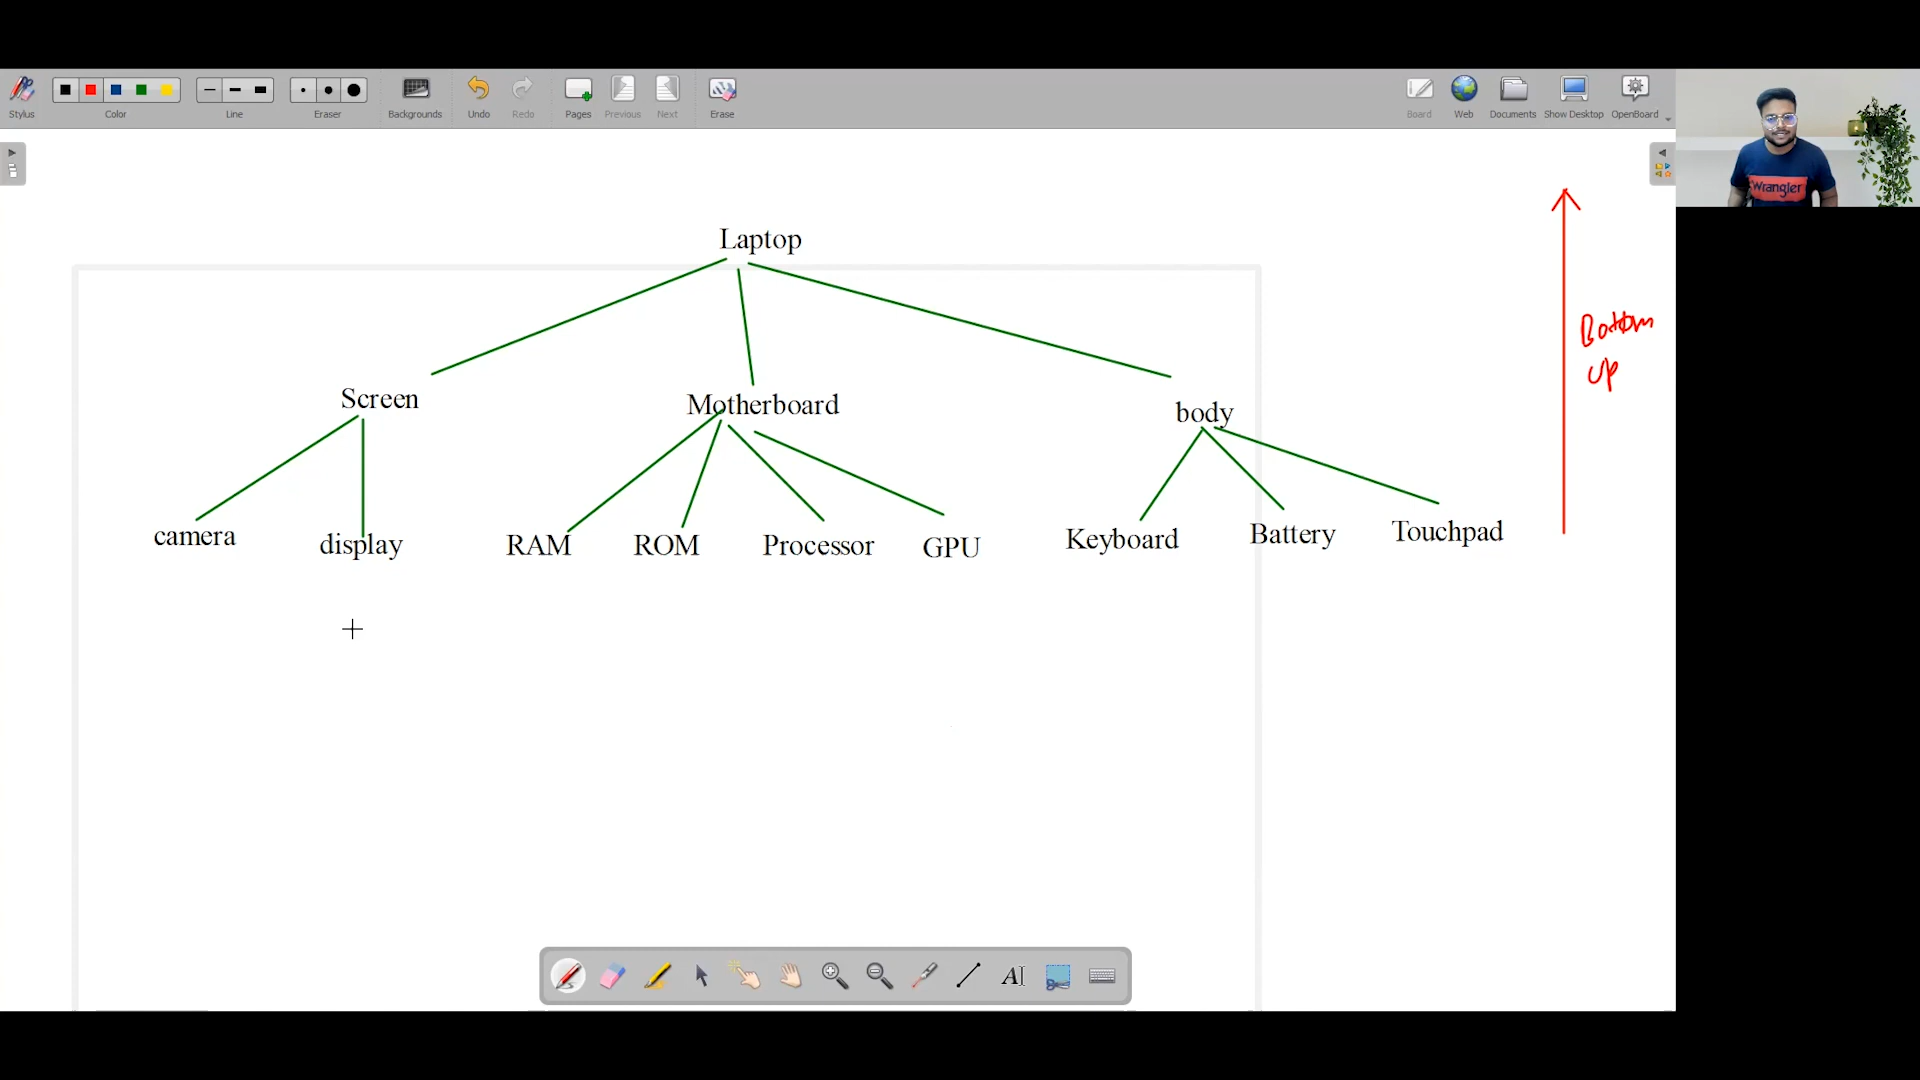 Stylus
Color
Line
Eraser
Backgrounds
Undo
Redo
Pages
Previous
Next
Erase
Board
Web
Documents
Show Desktop
OpenBoard
Wrangler
Laptop
Bottom
up
Screen
Motherboard
body
camera
display
RAM
ROM
Processor
GPU
Keyboard
Battery
Touchpad
AI